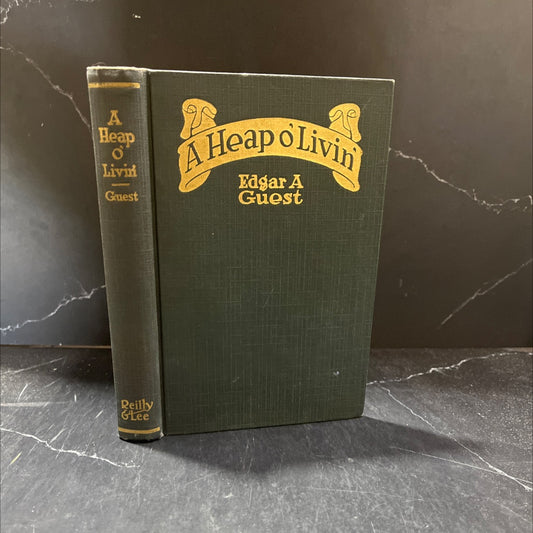 A
Heap
o'
Livin'
Guest
Reilly
& Lee
A Heap o' Livin'
Edgar A
Guest